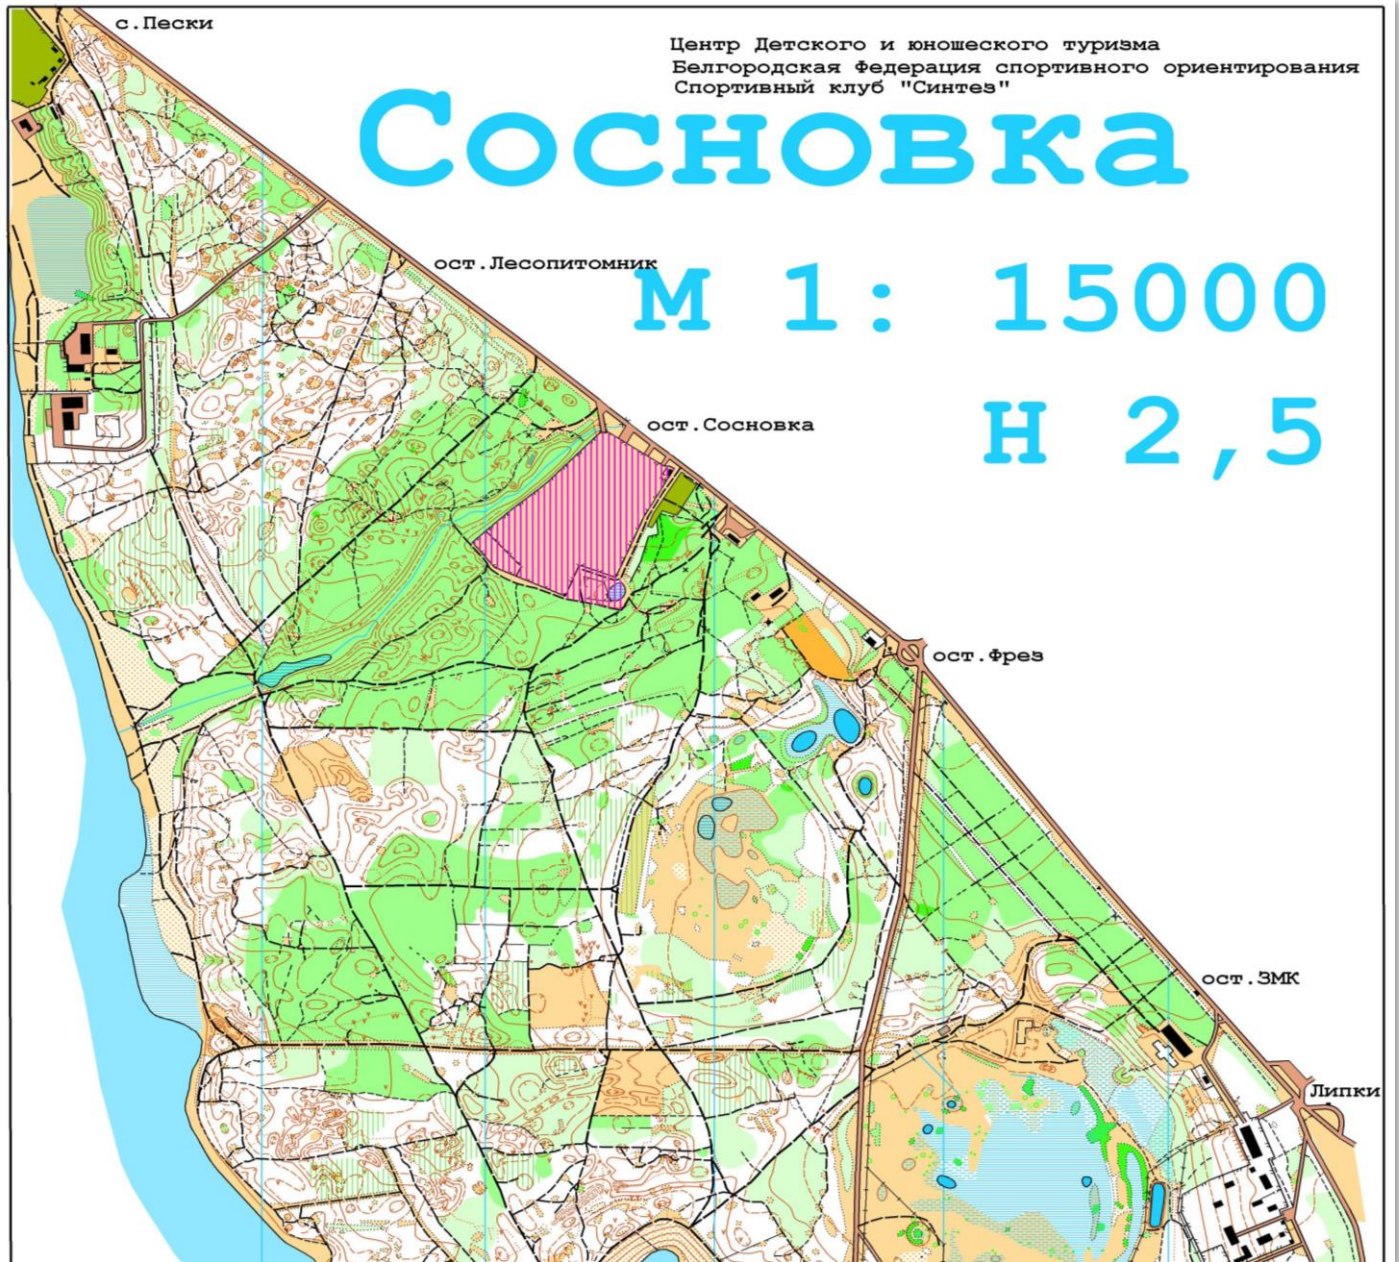 с.Пески
Центр Детского и юношеского туризма
Белгородская Федерация спортивного ориентирования
Спортивный клуб "Синтез"
Сосновка
ост.Лесопитомник
М 1: 15000
Н 2,5
ост.Сосновка
ост.Фрез
ост.ЗМК
Липки